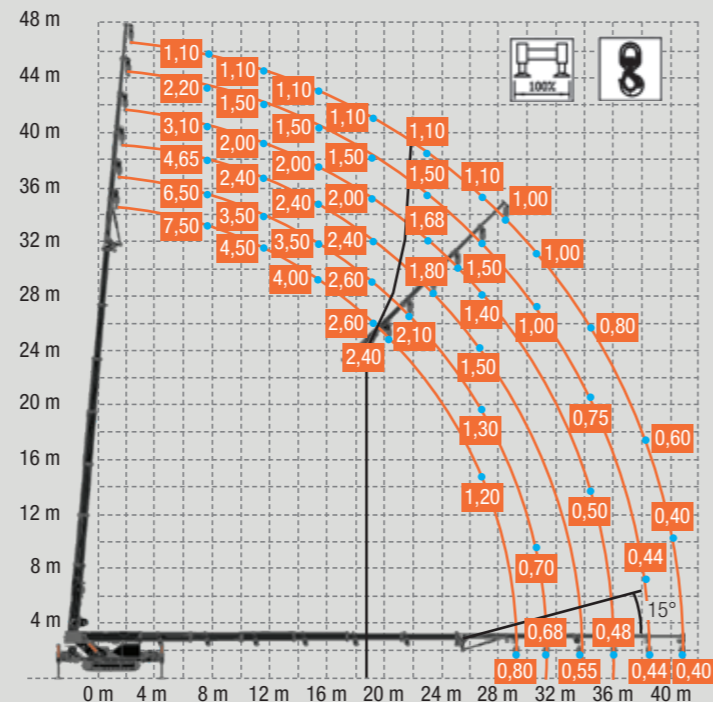 48 m
1,10
1,10
44 m
2,20
1,50
1,10
100%
40 m
3,10
2,00
1,50
1,10
1,10
4,65
2,40
2,00
1,50
1,50
1,10
36 m
6,50
3,50
2,40
2,00
1,68
1,00
32 m
7,50
4,50
3,50
2,40
1,80
1,50
1,00
28 m
4,00
2,60
1,40
1,00
0,80
2,60
2,10
24 m
2,40
1,50
20 m
1,30
0,75
0,60
16 m
1,20
0,50
0,40
12 m
0,70
0,44
8 m
4 m
0,68
0,48
15°
0,80
0,55
0,44
0,40
0 m
4 m
8 m
12 m
16 m
20 m
24 m
28 m
32 m
36 m
40 m